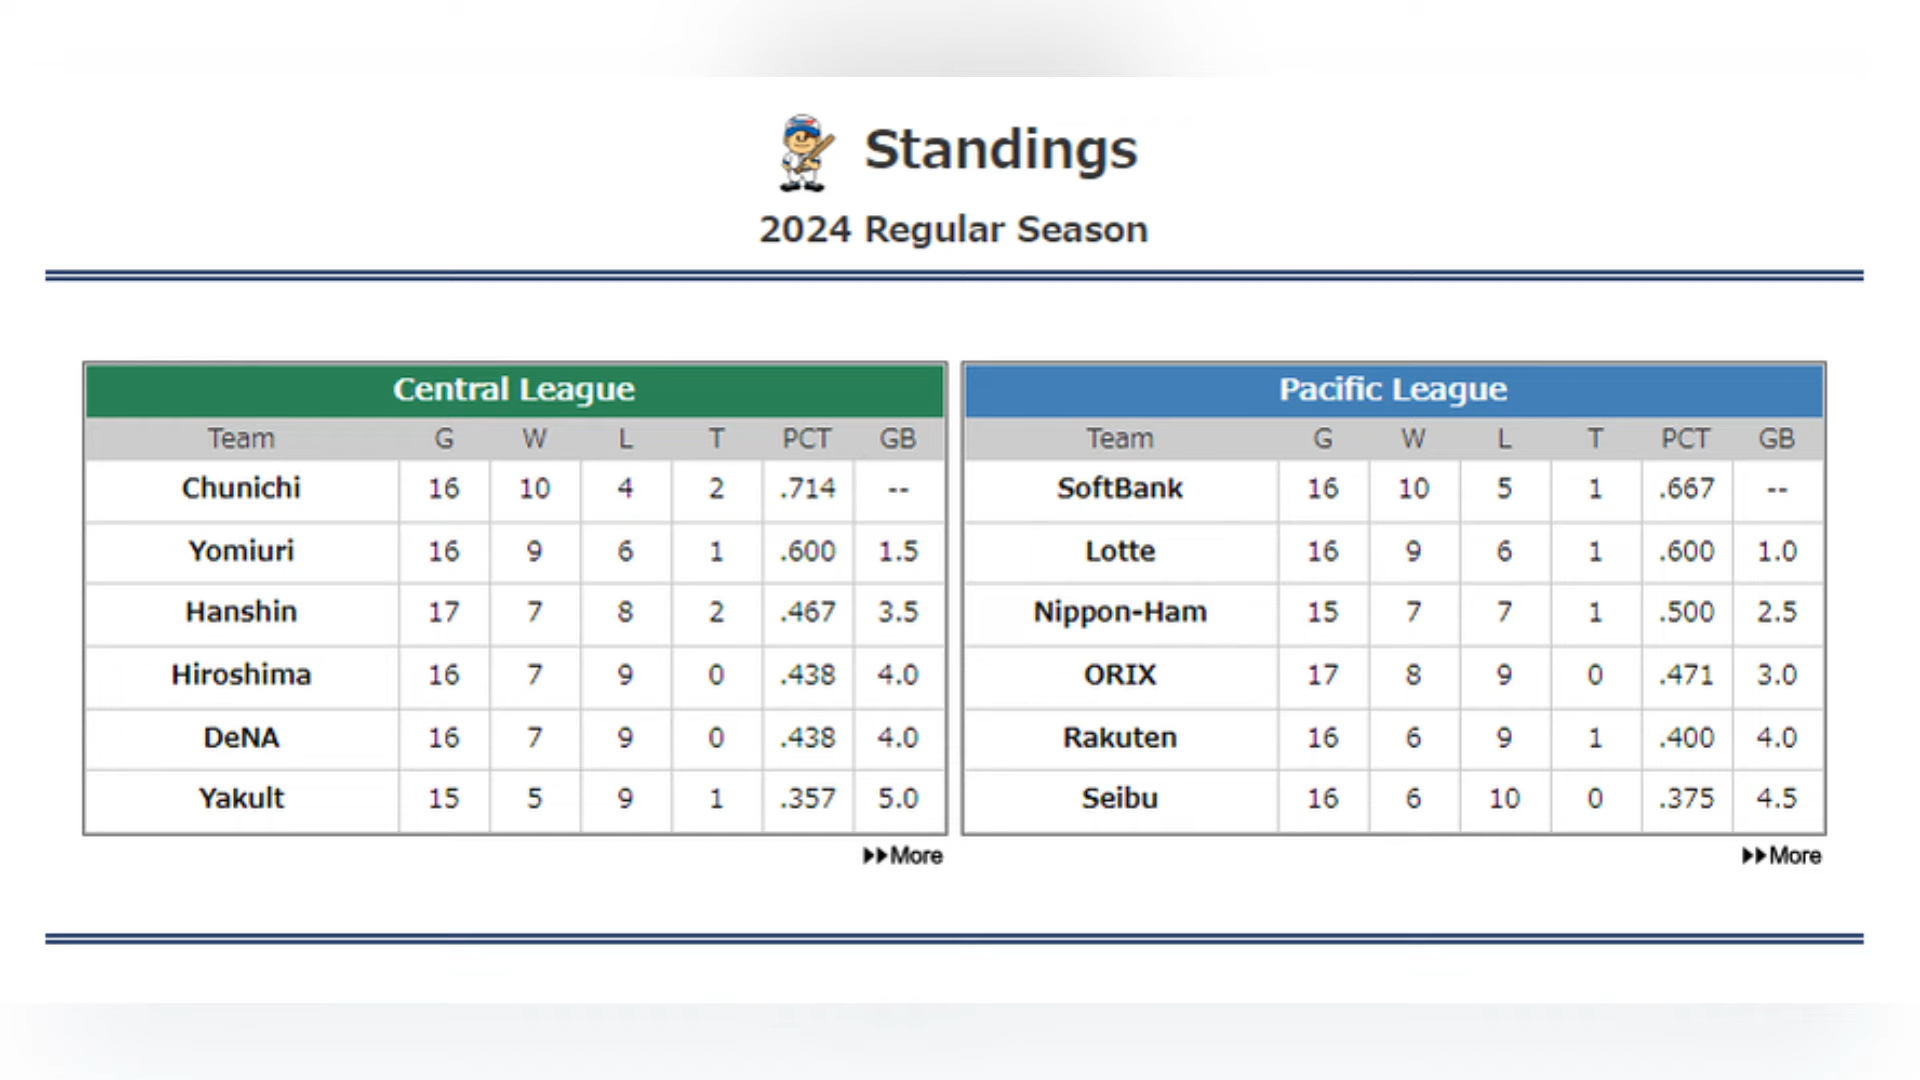 Standings
2024 Regular Season
Central League
Team G W L T PCT GB
Chunichi 16 10 4 2 .714 --
Yomiuri 16 9 6 1 .600 1.5
Hanshin 17 7 8 2 .467 3.5
Hiroshima 16 7 9 0 .438 4.0
DeNA 16 7 9 0 .438 4.0
Yakult 15 5 9 1 .357 5.0
▶▶More
Pacific League
Team G W L T PCT GB
SoftBank 16 10 5 1 .667 --
Lotte 16 9 6 1 .600 1.0
Nippon-Ham 15 7 7 1 .500 2.5
ORIX 17 8 9 0 .471 3.0
Rakuten 16 6 9 1 .400 4.0
Seibu 16 6 10 0 .375 4.5
▶▶More